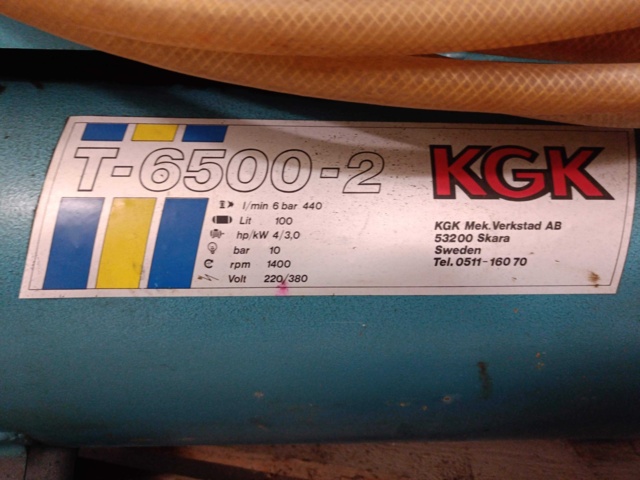 T-6500-2
KGK
l/min 6 bar 440
Lit 100
hp/kW 4/3,0
bar 10
rpm 1400
Volt 220/380
KGK Mek. Verkstad AB
53200 Skara
Sweden
Tel. 0511-160 70